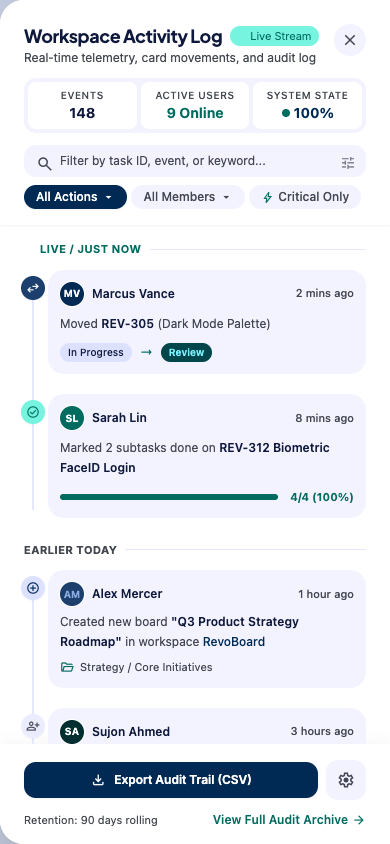 Workspace Activity Log
Live Stream
Real-time telemetry, card movements, and audit log
EVENTS
148
ACTIVE USERS
9 Online
SYSTEM STATE
100%
Filter by task ID, event, or keyword...
All Actions
All Members
Critical Only
LIVE / JUST NOW
MV
Marcus Vance
2 mins ago
Moved REV-305 (Dark Mode Palette)
In Progress → Review
SL
Sarah Lin
8 mins ago
Marked 2 subtasks done on REV-312 Biometric
FaceID Login
4/4 (100%)
EARLIER TODAY
AM
Alex Mercer
1 hour ago
Created new board "Q3 Product Strategy
Roadmap" in workspace RevoBoard
Strategy / Core Initiatives
SA
Sujon Ahmed
3 hours ago
Export Audit Trail (CSV)
Retention: 90 days rolling
View Full Audit Archive →